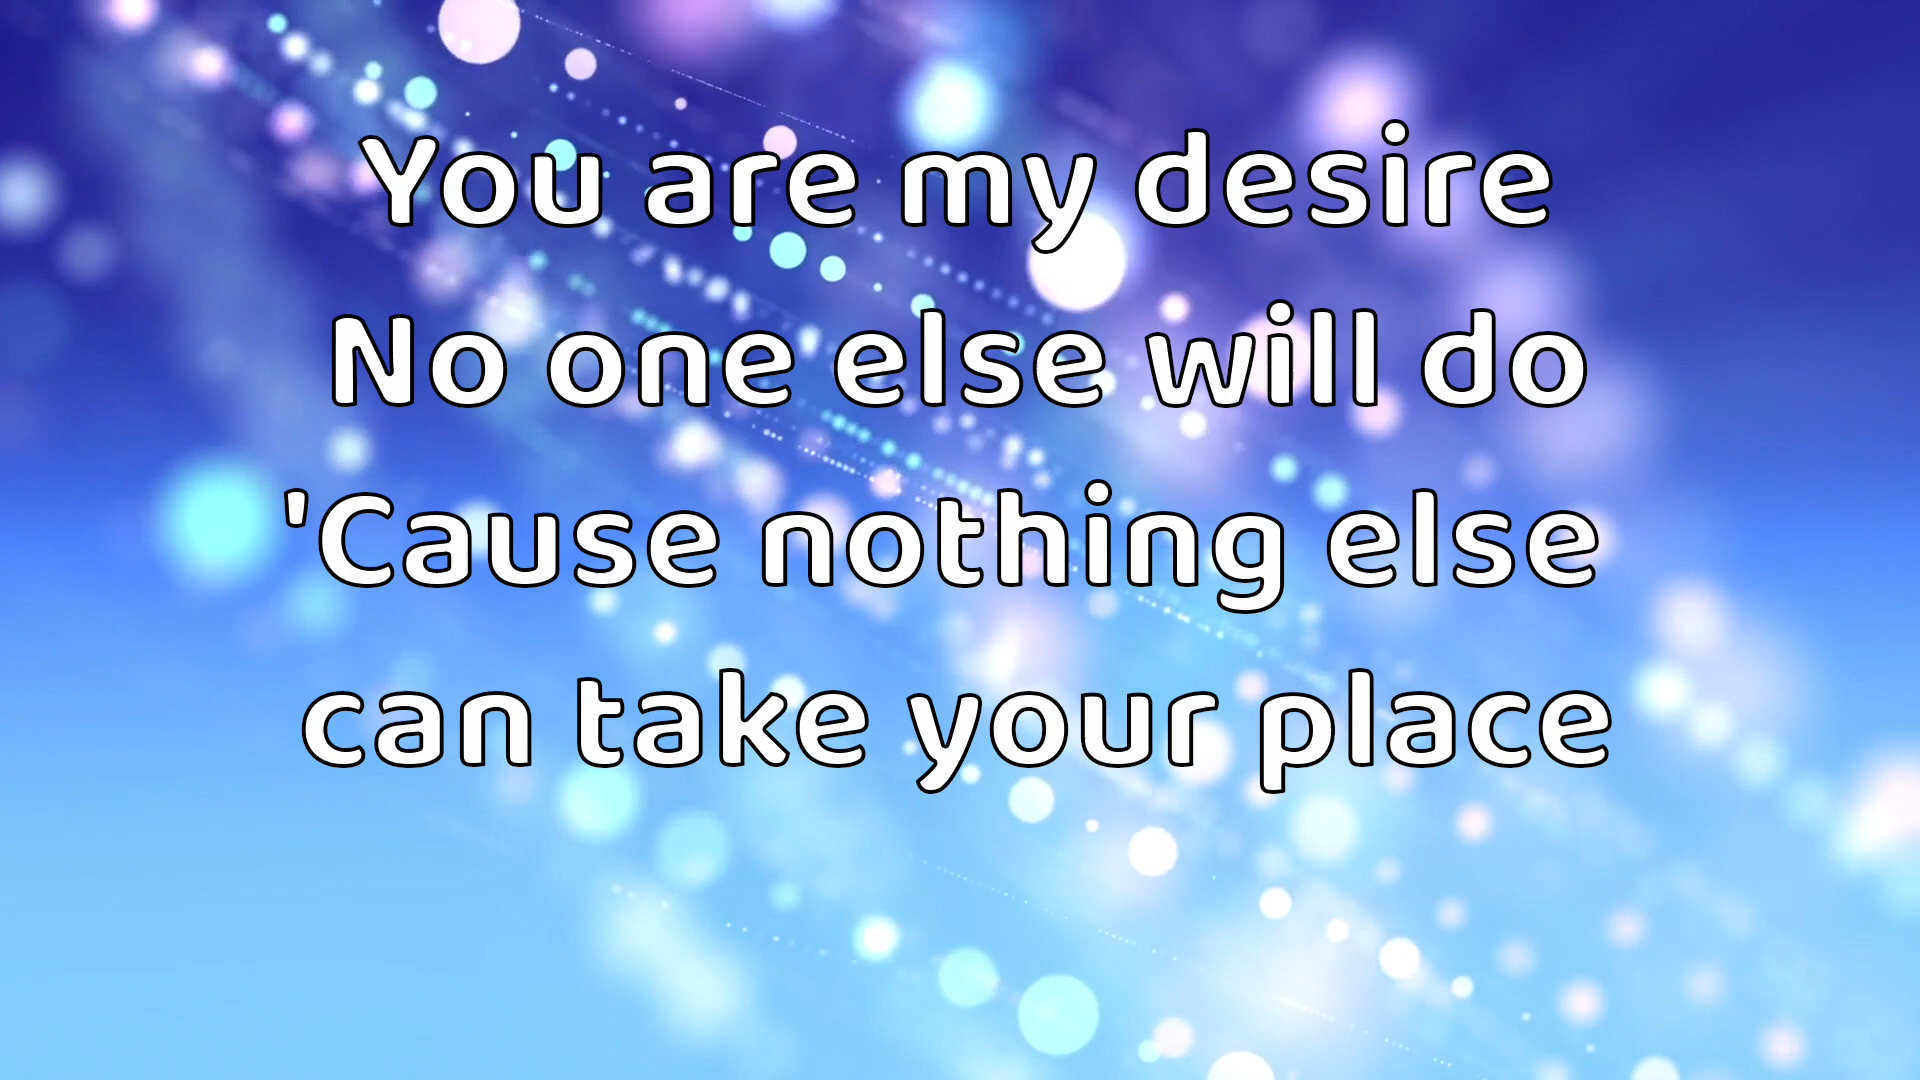 You are my desire
No one else will do
'Cause nothing else
can take your place